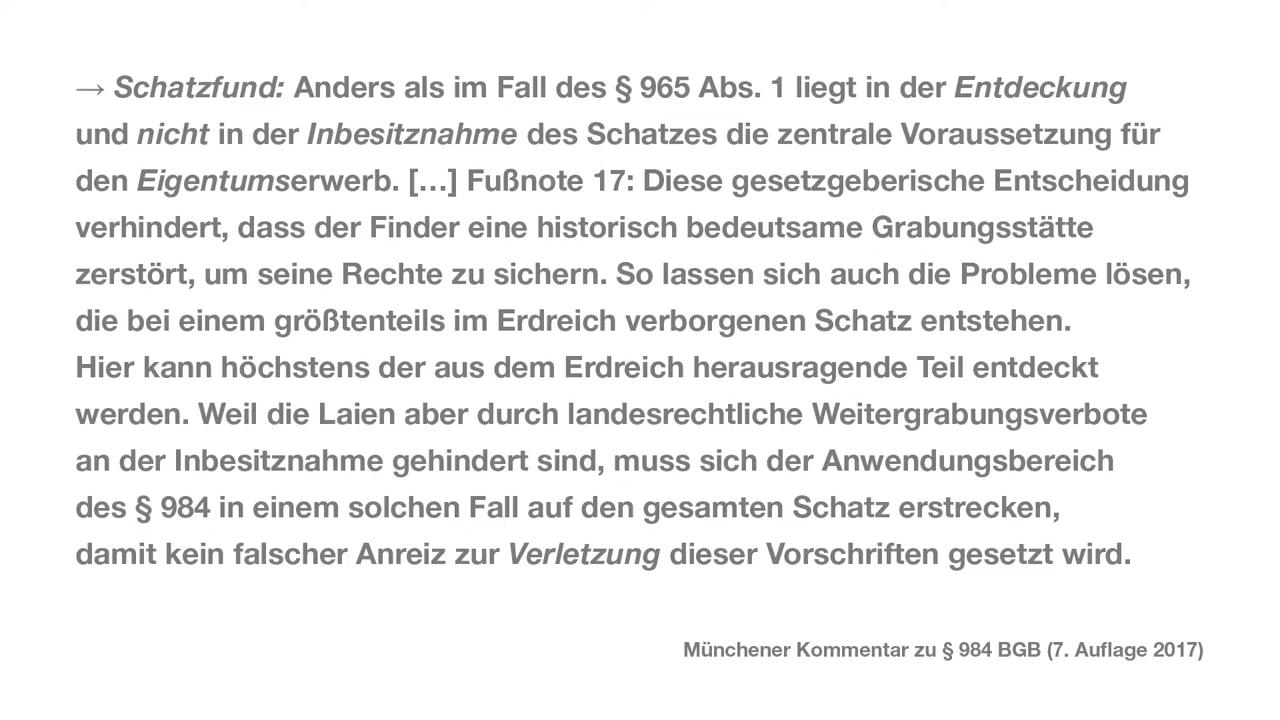 → Schatzfund: Anders als im Fall des § 965 Abs. 1 liegt in der Entdeckung
und nicht in der Inbesitznahme des Schatzes die zentrale Voraussetzung für
den Eigentumserwerb. […] Fußnote 17: Diese gesetzgeberische Entscheidung
verhindert, dass der Finder eine historisch bedeutsame Grabungsstätte
zerstört, um seine Rechte zu sichern. So lassen sich auch die Probleme lösen,
die bei einem größtenteils im Erdreich verborgenen Schatz entstehen.
Hier kann höchstens der aus dem Erdreich herausragende Teil entdeckt
werden. Weil die Laien aber durch landesrechtliche Weitergrabungsverbote
an der Inbesitznahme gehindert sind, muss sich der Anwendungsbereich
des § 984 in einem solchen Fall auf den gesamten Schatz erstrecken,
damit kein falscher Anreiz zur Verletzung dieser Vorschriften gesetzt wird.
Münchener Kommentar zu § 984 BGB (7. Auflage 2017)